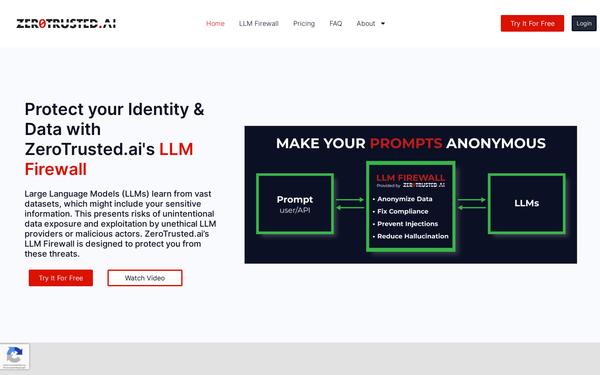 ZEROTRUSTED.AI
Home
LLM Firewall
Pricing
FAQ
About
Try It For Free
Login
Protect your Identity &
Data with
ZeroTrusted.ai's LLM
Firewall
Large Language Models (LLMs) learn from vast
datasets, which might include your sensitive
information. This presents risks of unintentional
data exposure and exploitation by unethical LLM
providers or malicious actors. ZeroTrusted.ai's
LLM Firewall is designed to protect you from
these threats.
Try It For Free
Watch Video
MAKE YOUR PROMPTS ANONYMOUS
Prompt
user/API
LLM FIREWALL
Provided by ZEROTRUSTED.AI
• Anonymize Data
• Fix Compliance
• Prevent Injections
• Reduce Hallucination
LLMs